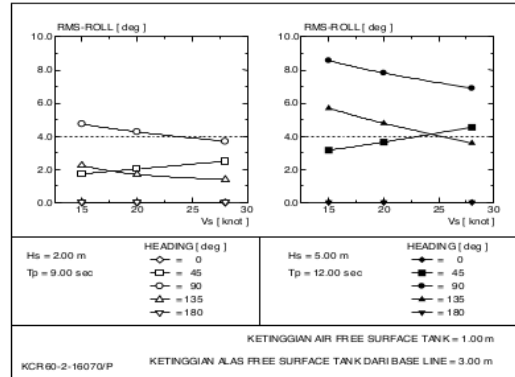 RMS-ROLL [ deg ]
10.0
8.0
6.0
4.0
2.0
0.0
15 20 25 30
Vs [ knot ]
RMS-ROLL [ deg ]
10.0
8.0
6.0
4.0
2.0
0.0
15 20 25 30
Vs [ knot ]
Hs = 2.00 m
Tp = 9.00 sec
HEADING [ deg ]
= 0
= 45
= 90
= 135
= 180
Hs = 5.00 m
Tp = 12.00 sec
HEADING [ deg ]
= 0
= 45
= 90
= 135
= 180
KETINGGIAN AIR FREE SURFACE TANK = 1.00 m
KCR60-2-16070/P
KETINGGIAN ALAS FREE SURFACE TANK DARI BASE LINE = 3.00 m